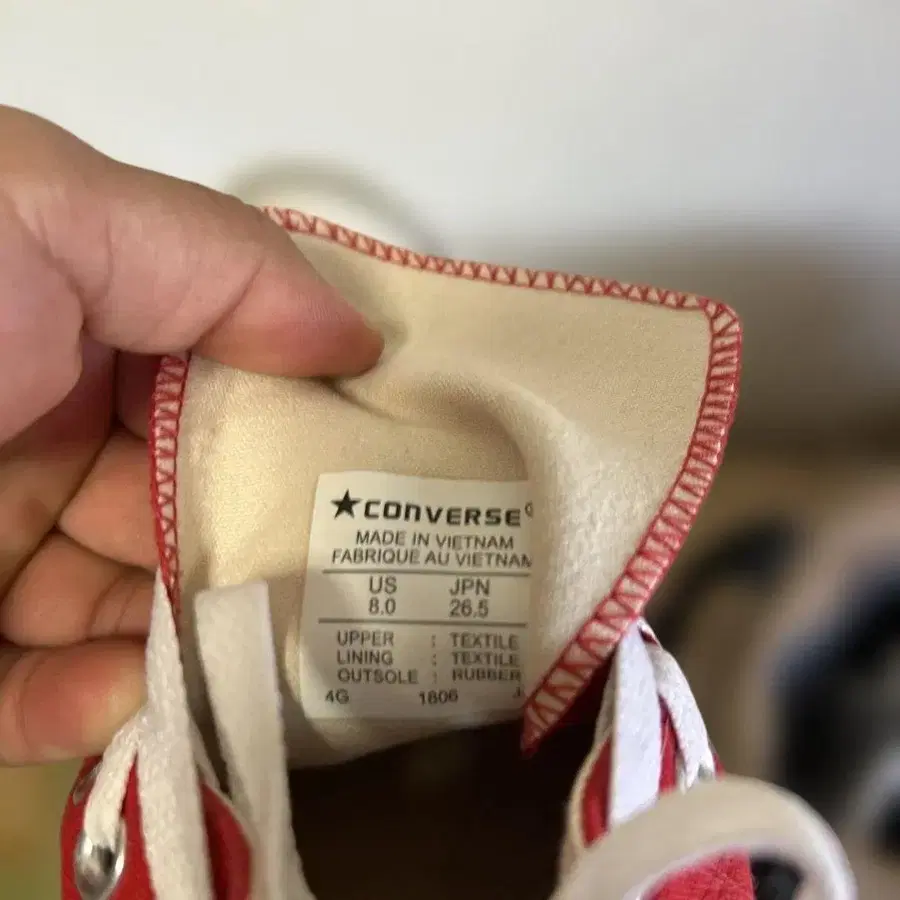 ★CONVERSE
MADE IN VIETNAM
FABRIQUE AU VIETNAM
US JPN
8.0 26.5
UPPER : TEXTILE
LINING : TEXTILE
OUTSOLE : RUBBER
4G 1806